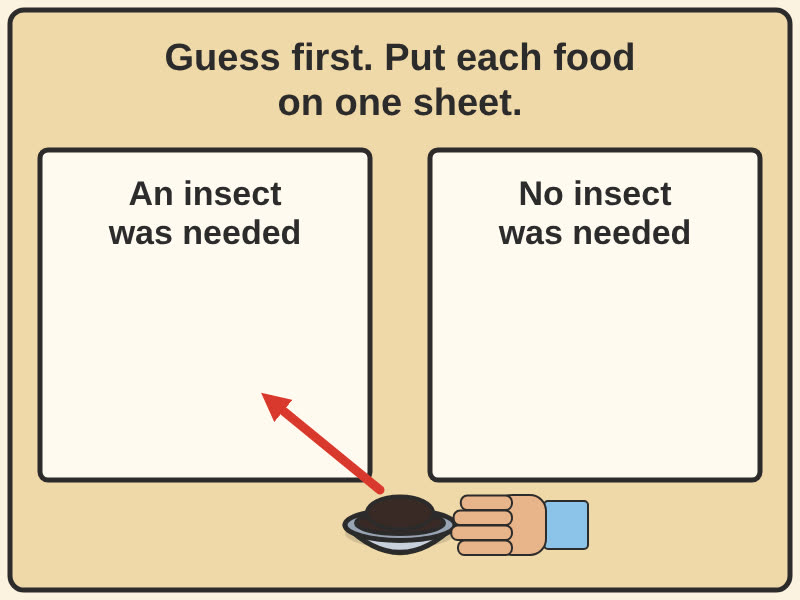 Guess first. Put each food
on one sheet.
An insect
was needed
No insect
was needed